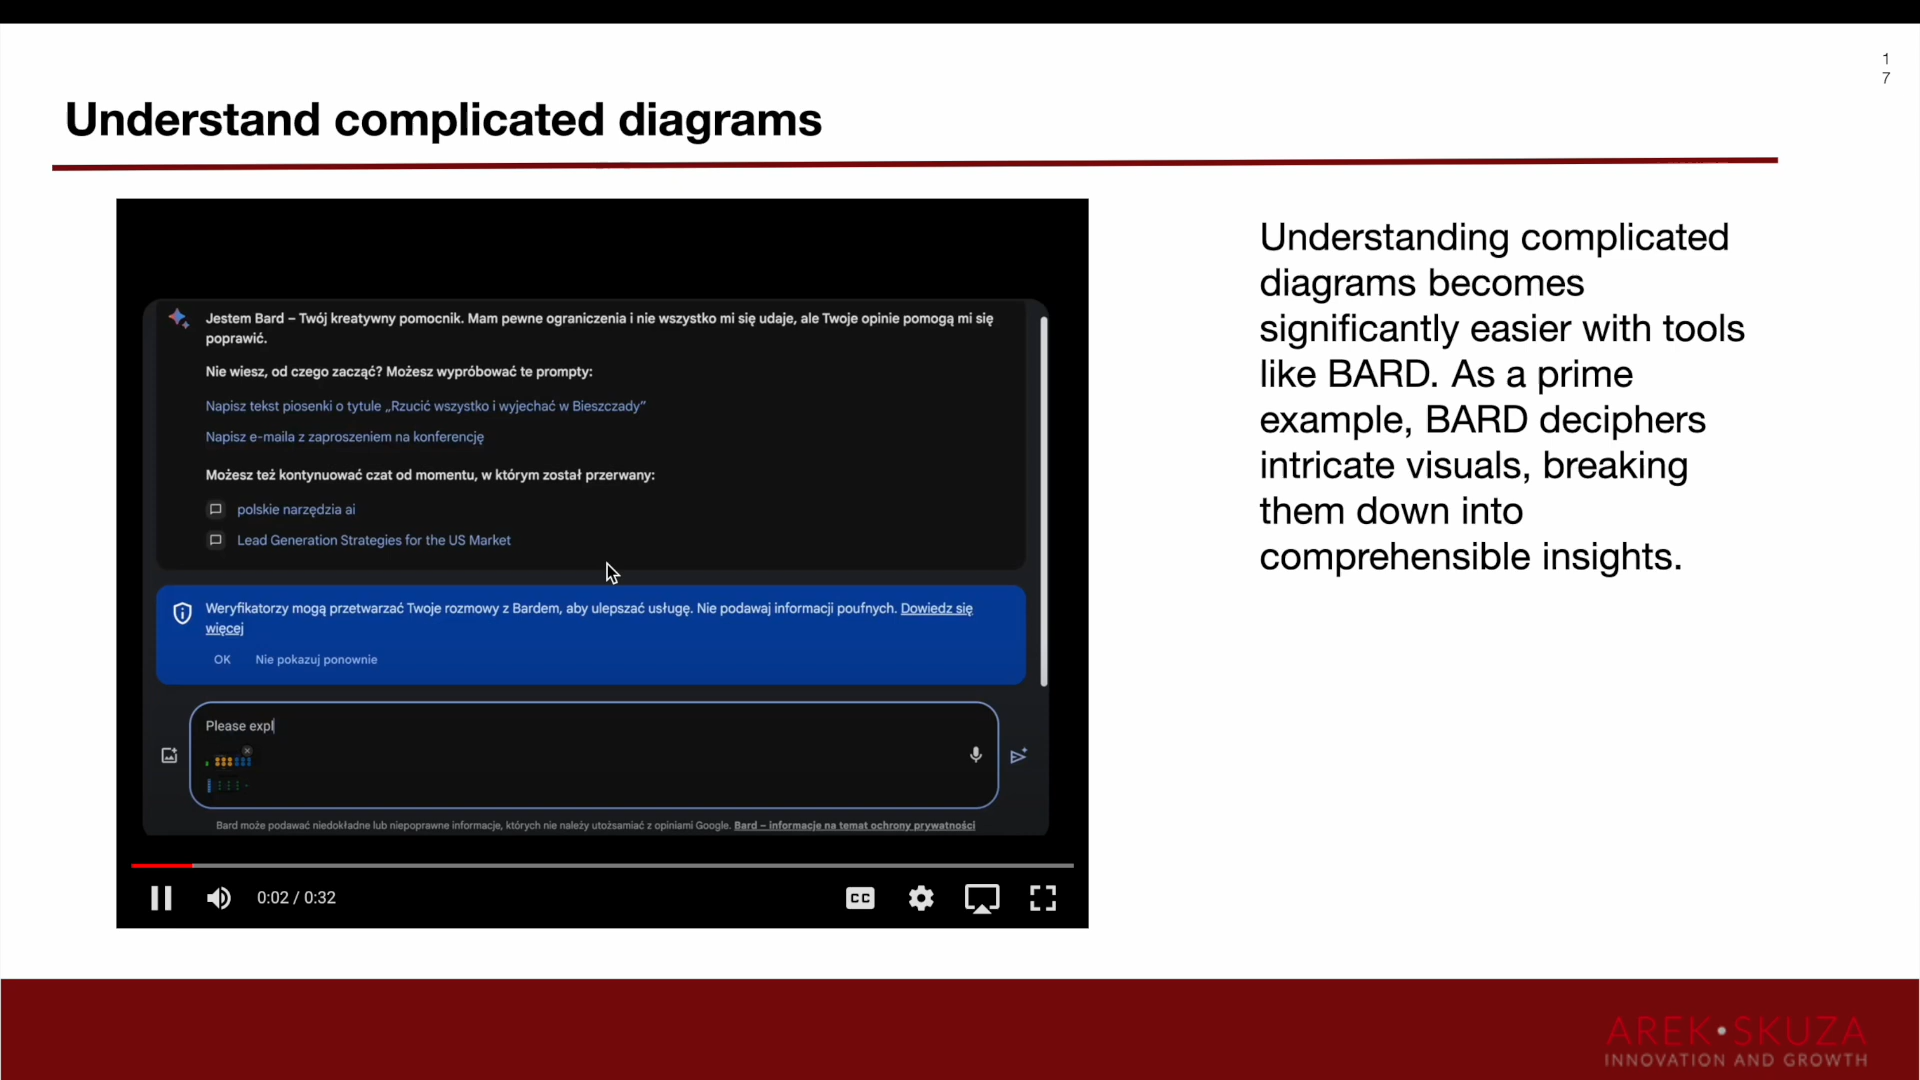 1
7
Understand complicated diagrams
Jestem Bard – Twój kreatywny pomocnik. Mam pewne ograniczenia i nie wszystko mi się udaje, ale Twoje opinie pomogą mi się
poprawić.
Nie wiesz, od czego zacząć? Możesz wypróbować te prompty:
Napisz tekst piosenki o tytule „Rzucić wszystko i wyjechać w Bieszczady”
Napisz e-maila z zaproszeniem na konferencję
Możesz też kontynuować czat od momentu, w którym został przerwany:
polskie narzędzia ai
Lead Generation Strategies for the US Market
Weryfikatorzy mogą przetwarzać Twoje rozmowy z Bardem, aby ulepszać usługę. Nie podawaj informacji poufnych. Dowiedz się
więcej
OK Nie pokazuj ponownie
Please expl
Bard może podawać niedokładne lub niepoprawne informacje, których nie należy utożsamiać z opiniami Google. Bard – informacje na temat ochrony prywatności
0:02 / 0:32
CC
Understanding complicated
diagrams becomes
significantly easier with tools
like BARD. As a prime
example, BARD deciphers
intricate visuals, breaking
them down into
comprehensible insights.
AREK•SKUZA
INNOVATION AND GROWTH